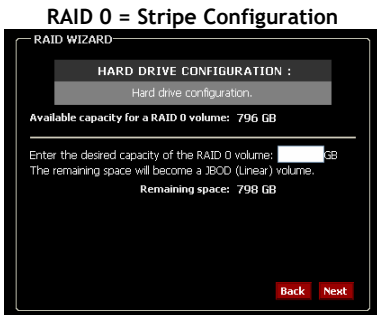 RAID 0 = Stripe Configuration
RAID WIZARD
HARD DRIVE CONFIGURATION :
Hard drive configuration.
Available capacity for a RAID 0 volume: 796 GB
Enter the desired capacity of the RAID 0 volume: GB
The remaining space will become a JBOD (Linear) volume.
Remaining space: 798 GB
Back Next